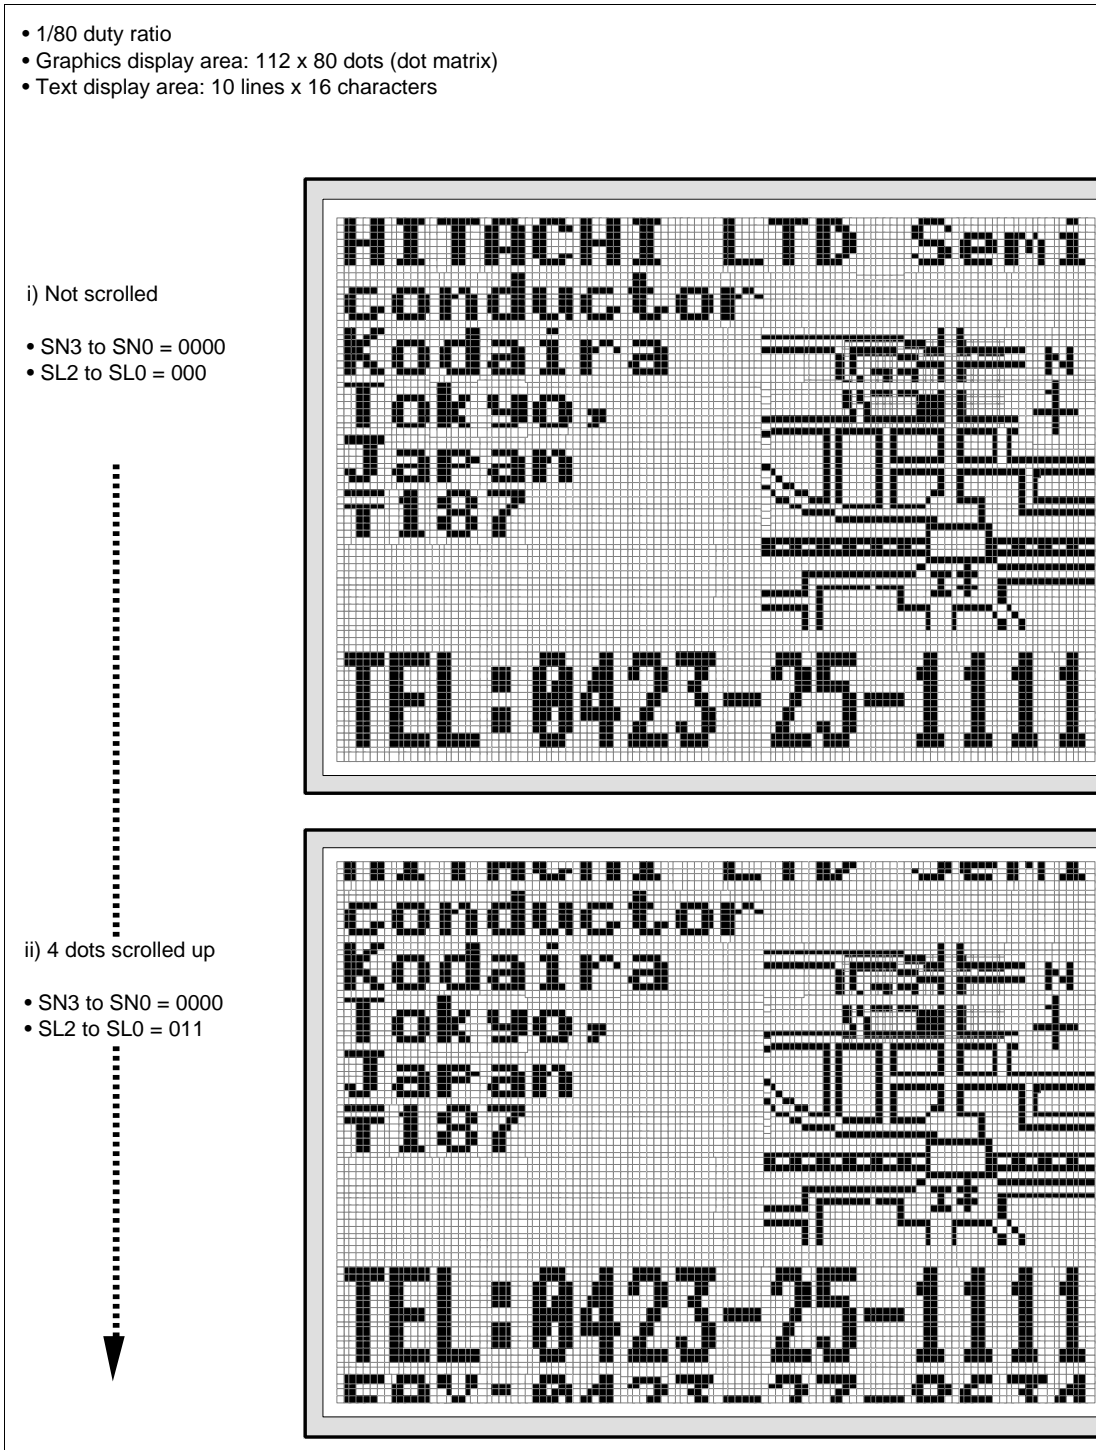 • 1/80 duty ratio
• Graphics display area: 112 x 80 dots (dot matrix)
• Text display area: 10 lines x 16 characters
i) Not scrolled
• SN3 to SN0 = 0000
• SL2 to SL0 = 000
HITACHI LTD Semi
conductor
Kodaira
N
Tokyo,
Japan
〒187
TEL:0423-25-1111
ii) 4 dots scrolled up
• SN3 to SN0 = 0000
• SL2 to SL0 = 011
HITACHI LTD Semi
conductor
Kodaira
N
Tokyo,
Japan
〒187
TEL:0423-25-1111